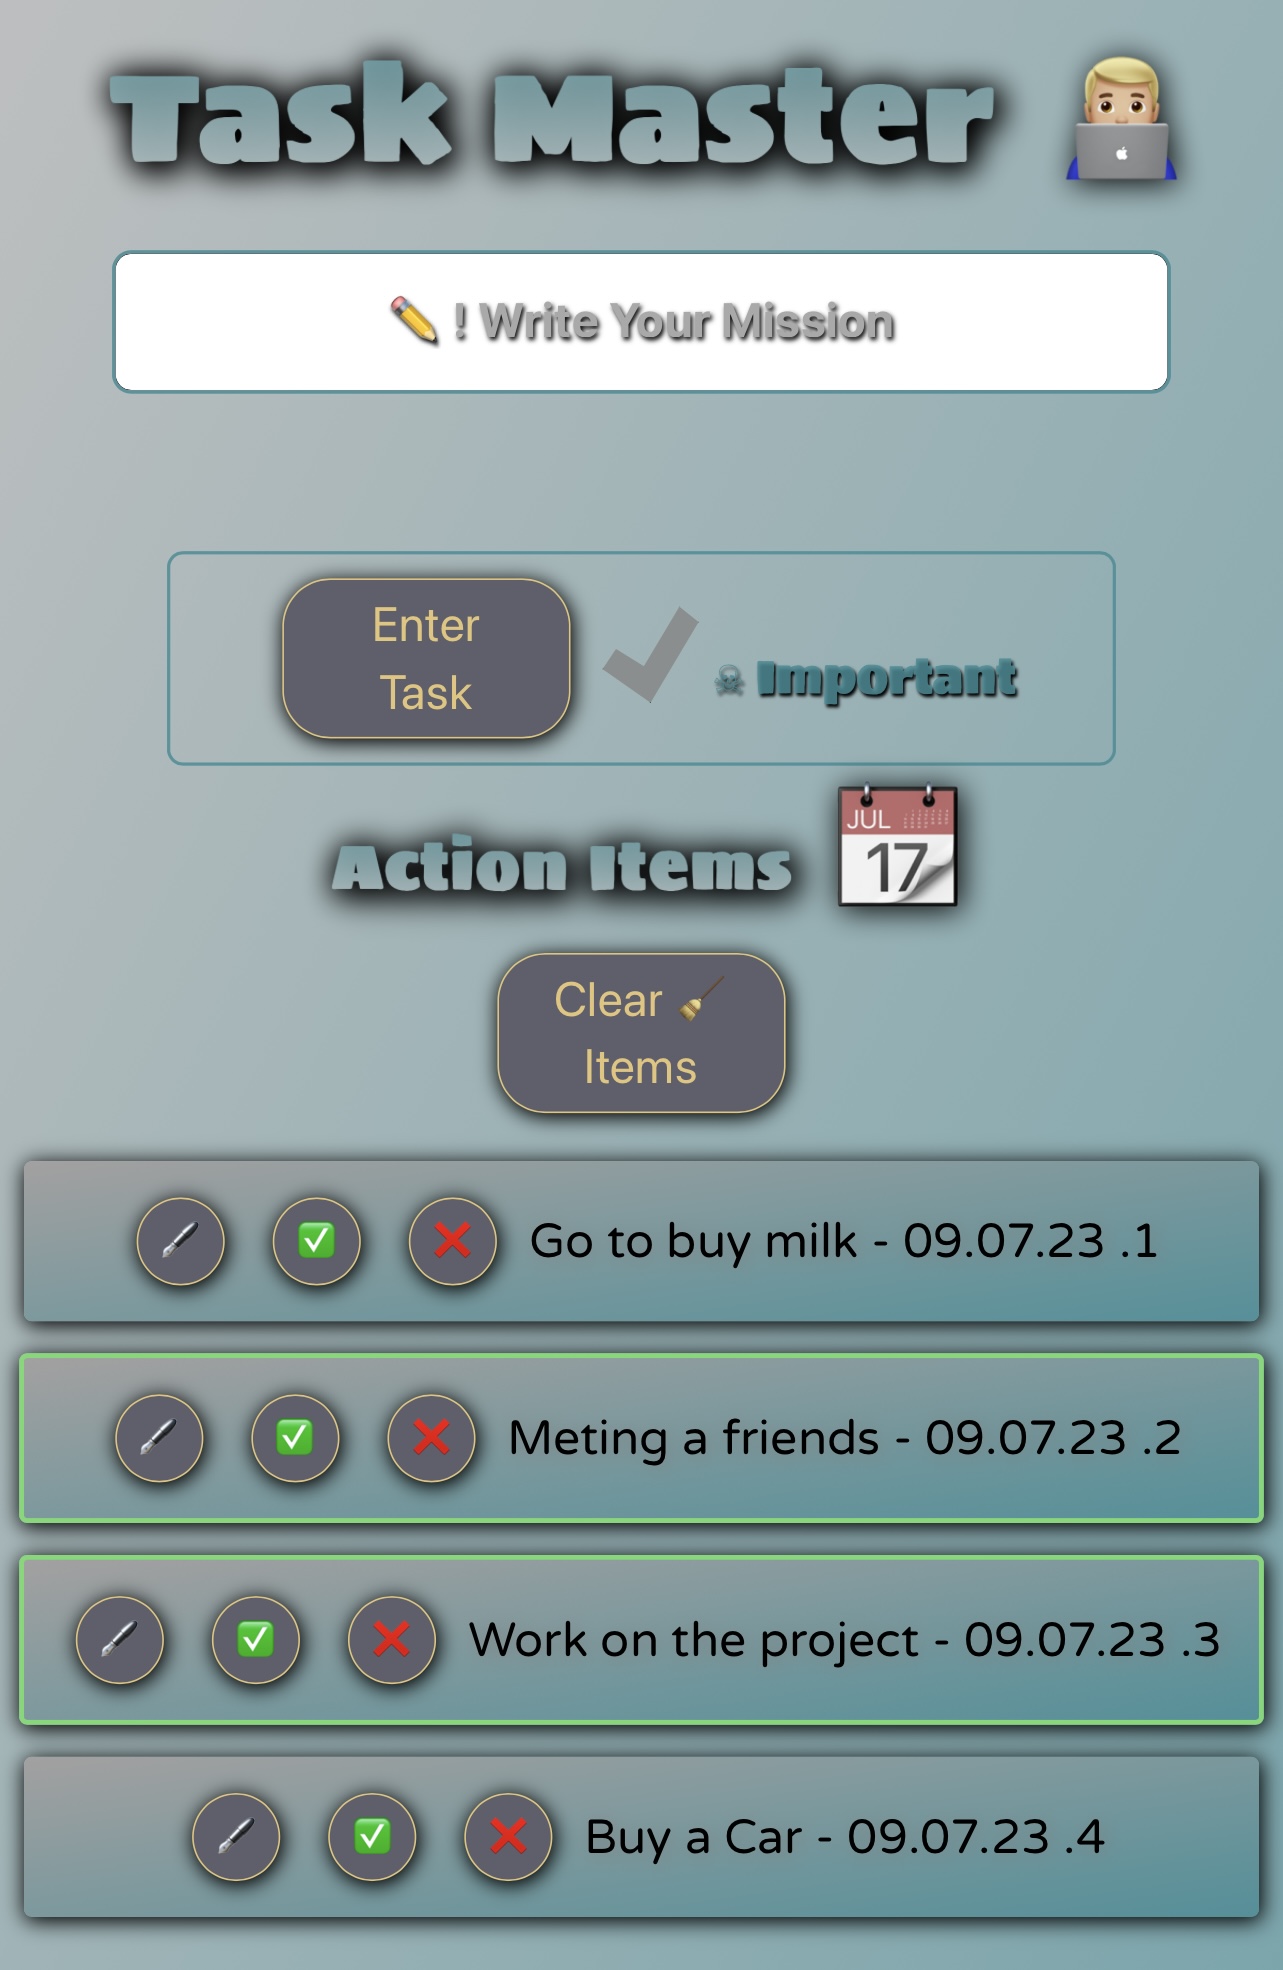 Task Master 👨🏼‍💻
✏️ ! Write Your Mission
Enter
Task
☠ Important
Action Items
JUL
17
Clear 🧹
Items
Go to buy milk - 09.07.23 .1
Meting a friends - 09.07.23 .2
Work on the project - 09.07.23 .3
Buy a Car - 09.07.23 .4